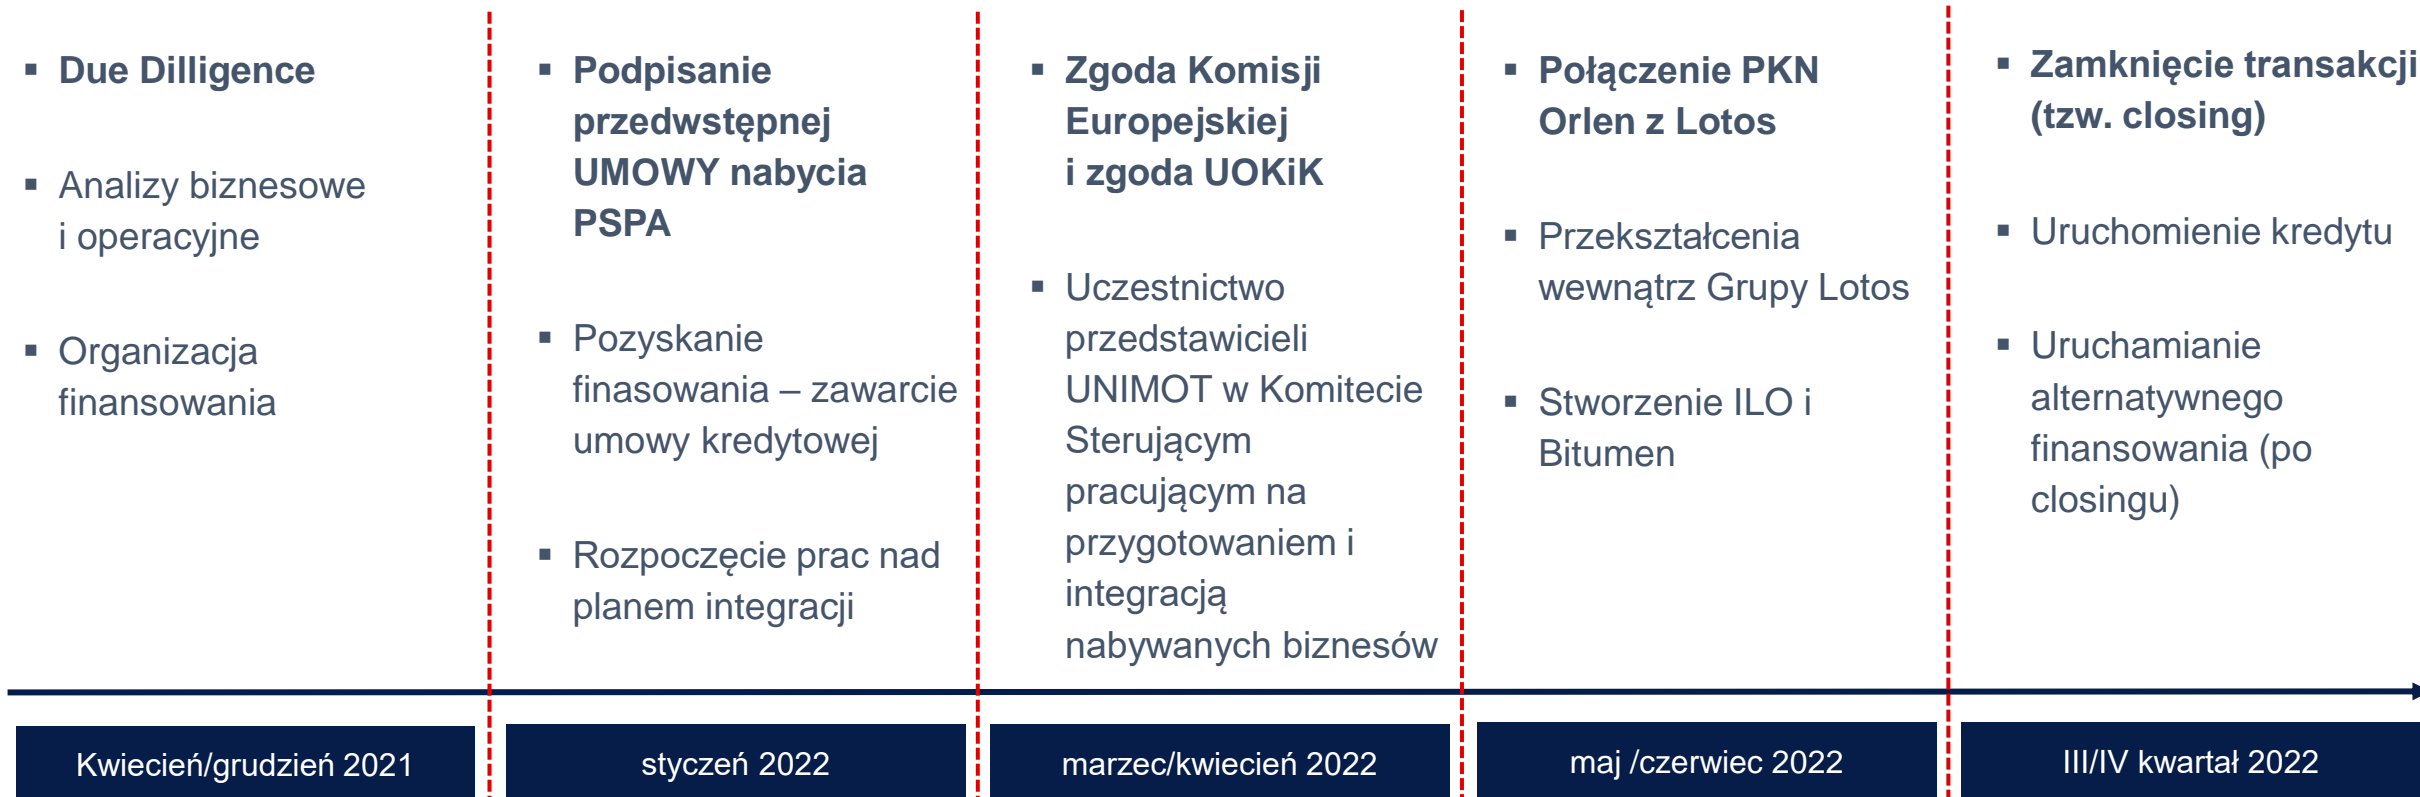 Due Dilligence
Analizy biznesowe
i operacyjne
Organizacja
finansowania
Kwiecień/grudzień 2021
Podpisanie
przedwstępnej
UMOWY nabycia
PSPA
Pozyskanie
finasowania – zawarcie
umowy kredytowej
Rozpoczęcie prac nad
planem integracji
styczeń 2022
Zgoda Komisji
Europejskiej
i zgoda UOKiK
Uczestnictwo
przedstawicieli
UNIMOT w Komitecie
Sterującym
pracującym na
przygotowaniem i
integracją
nabywanych biznesów
marzec/kwiecień 2022
Połączenie PKN
Orlen z Lotos
Przekształcenia
wewnątrz Grupy Lotos
Stworzenie ILO i
Bitumen
maj /czerwiec 2022
Zamknięcie transakcji
(tzw. closing)
Uruchomienie kredytu
Uruchamianie
alternatywnego
finansowania (po
closingu)
III/IV kwartał 2022